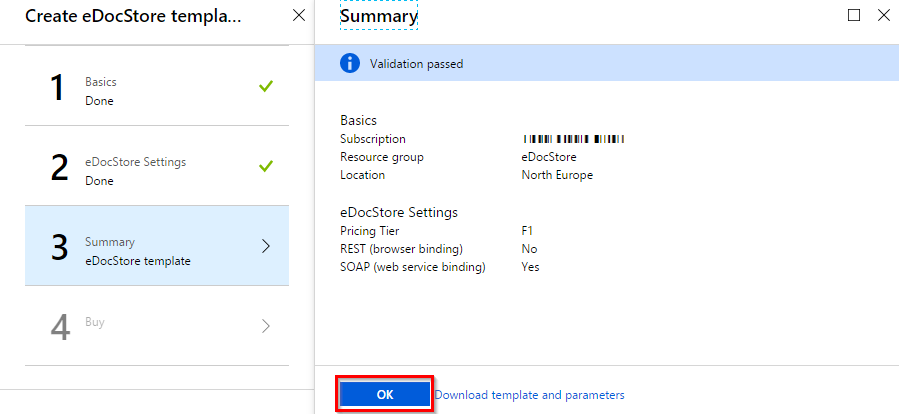 Create eDocStore templa...
1
Basics
Done
2
eDocStore Settings
Done
3
Summary
eDocStore template
4
Buy
Summary
Validation passed
Basics
Subscription
Resource group eDocStore
Location North Europe
eDocStore Settings
Pricing Tier F1
REST (browser binding) No
SOAP (web service binding) Yes
OK Download template and parameters